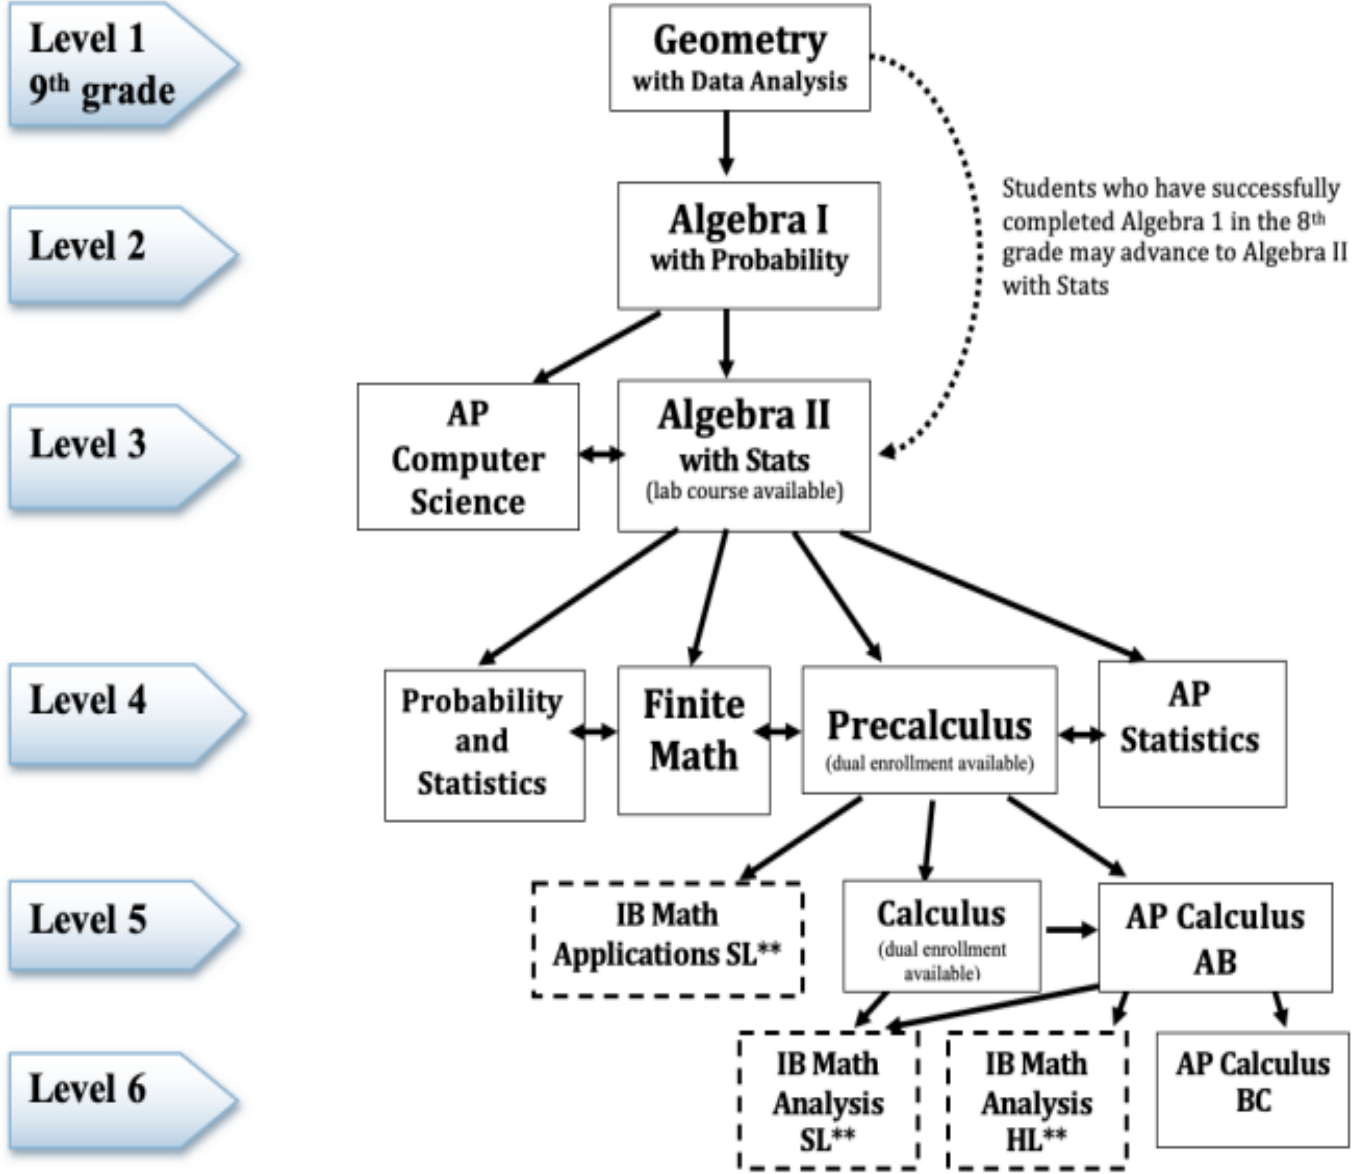 Level 1
9th grade
Geometry
with Data Analysis
Students who have successfully
completed Algebra 1 in the 8th
grade may advance to Algebra II
with Stats
Level 2
Algebra I
with Probability
Level 3
AP
Computer
Science
Algebra II
with Stats
(lab course available)
Level 4
Probability
and
Statistics
Finite
Math
Precalculus
(dual enrollment available)
AP
Statistics
Level 5
IB Math
Applications SL**
Calculus
(dual enrollment
available)
AP Calculus
AB
Level 6
IB Math
Analysis
SL**
IB Math
Analysis
HL**
AP Calculus
BC